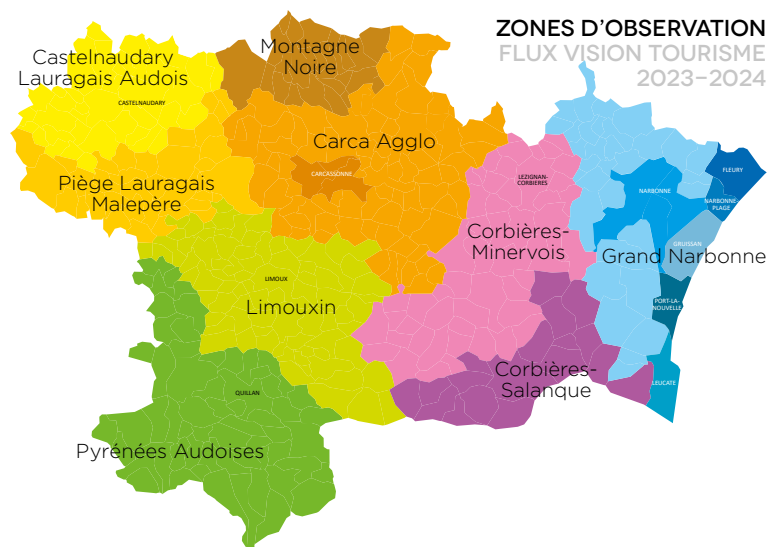 ZONES D'OBSERVATION
FLUX VISION TOURISME
2023-2024
Castelnaudary
Lauragais Audois
CASTELNAUDARY
Montagne
Noire
Carca Agglo
CARCASSONNE
Piège Lauragais
Malepère
LEZIGNAN-
CORBIERES
Corbières-
Minervois
NARBONNE
FLEURY
NARBONNE-
PLAGE
GRUISSAN
Grand Narbonne
PORT-LA-
NOUVELLE
LIMOUX
Limouxin
Corbières-
Salanque
LEUCATE
QUILLAN
Pyrénées Audoises